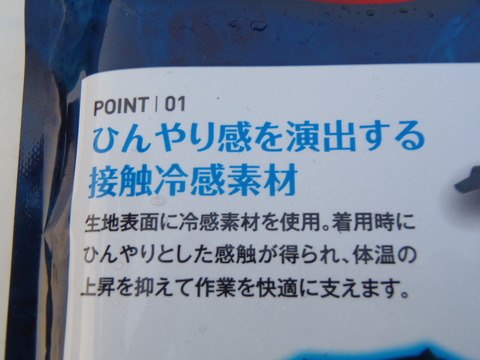 POINT | 01
ひんやり感を演出する
接触冷感素材
生地表面に冷感素材を使用。着用時に
ひんやりとした感触が得られ、体温の
上昇を抑えて作業を快適に支えます。